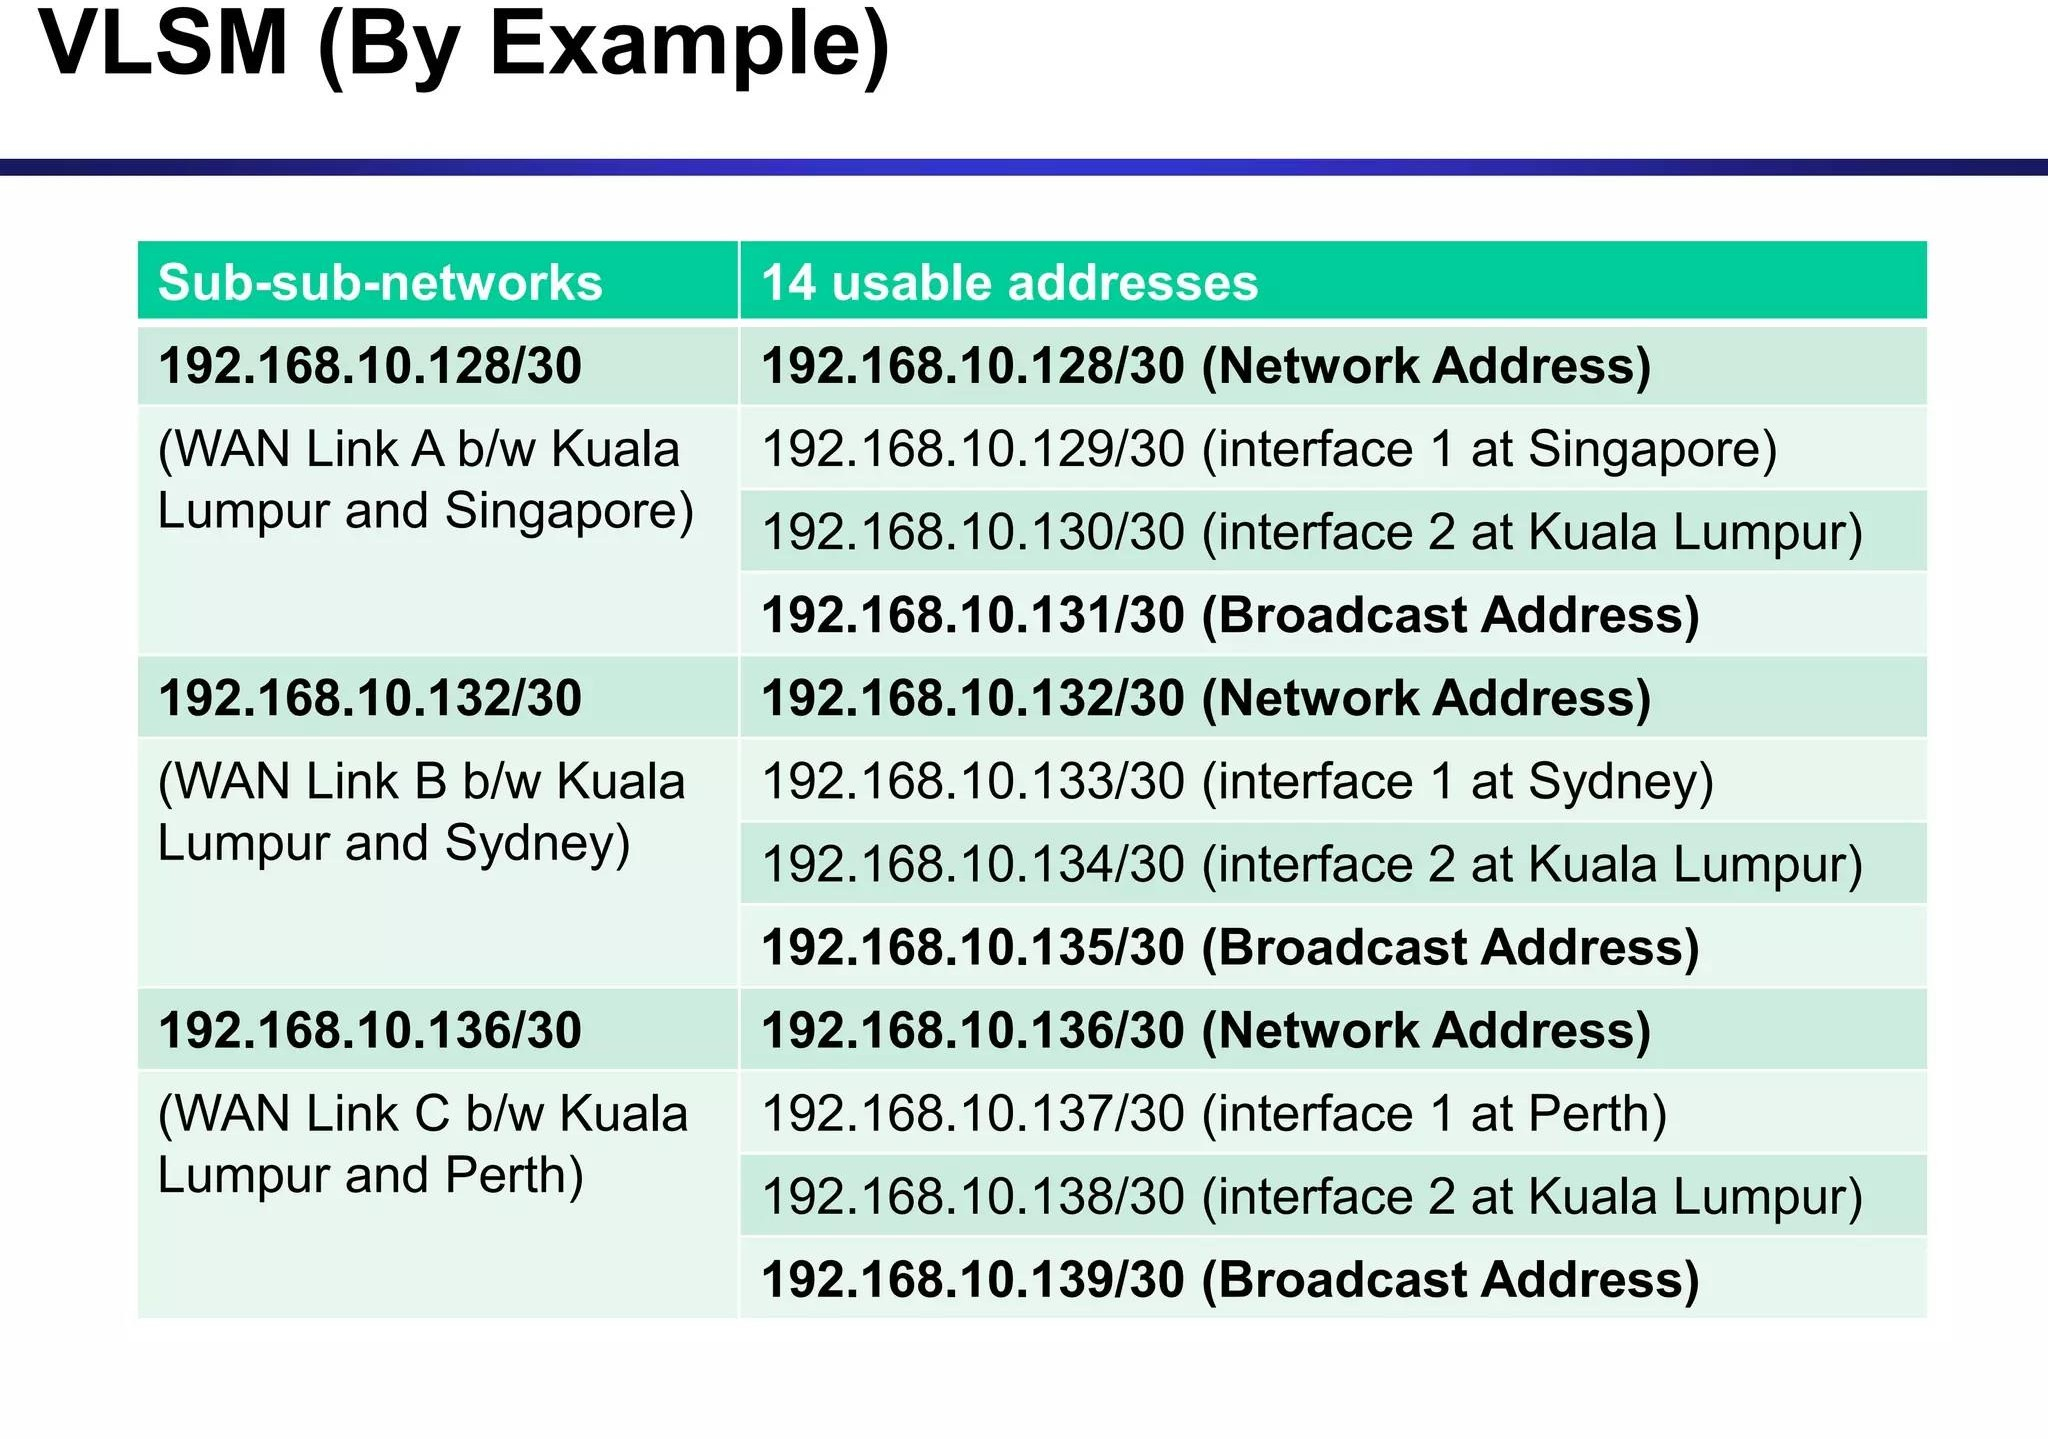 VLSM (By Example)
Sub-sub-networks
14 usable addresses
192.168.10.128/30
192.168.10.128/30 (Network Address)
(WAN Link A b/w Kuala
Lumpur and Singapore)
192.168.10.129/30 (interface 1 at Singapore)
192.168.10.130/30 (interface 2 at Kuala Lumpur)
192.168.10.131/30 (Broadcast Address)
192.168.10.132/30
192.168.10.132/30 (Network Address)
(WAN Link B b/w Kuala
Lumpur and Sydney)
192.168.10.133/30 (interface 1 at Sydney)
192.168.10.134/30 (interface 2 at Kuala Lumpur)
192.168.10.135/30 (Broadcast Address)
192.168.10.136/30
192.168.10.136/30 (Network Address)
(WAN Link C b/w Kuala
Lumpur and Perth)
192.168.10.137/30 (interface 1 at Perth)
192.168.10.138/30 (interface 2 at Kuala Lumpur)
192.168.10.139/30 (Broadcast Address)